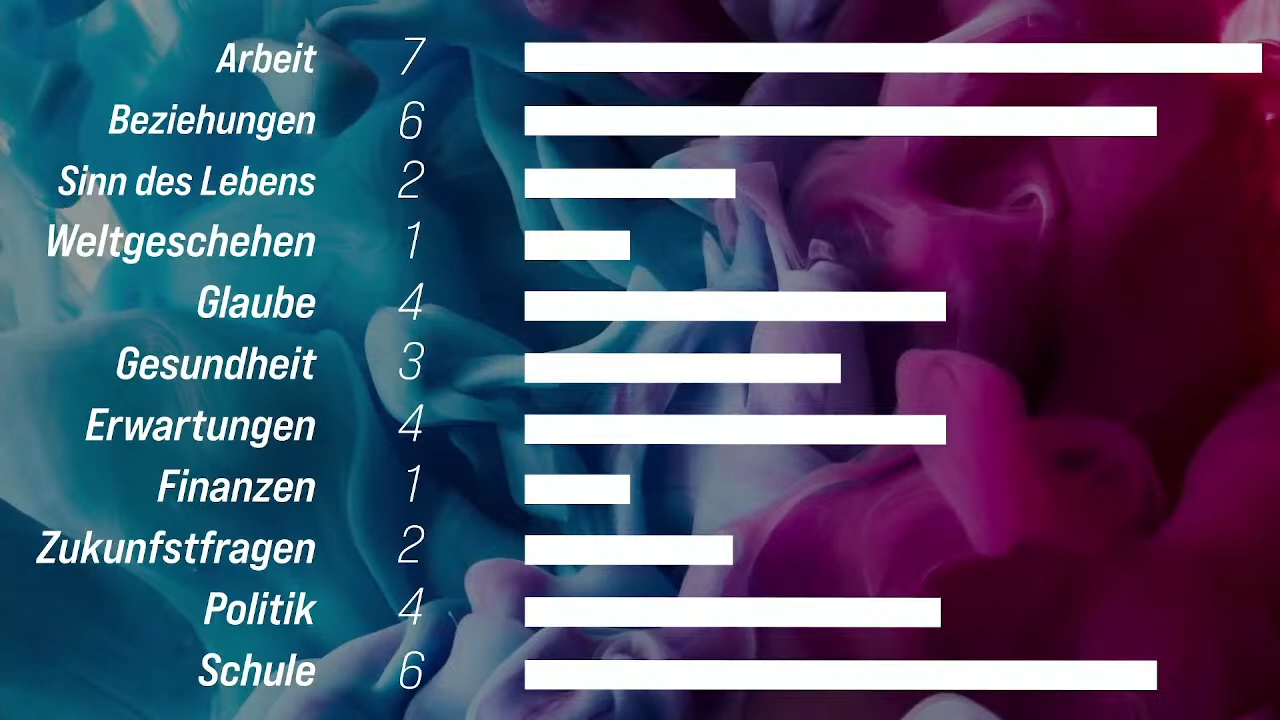 Arbeit 7
Beziehungen 6
Sinn des Lebens 2
Weltgeschehen 1
Glaube 4
Gesundheit 3
Erwartungen 4
Finanzen 1
Zukunfstfragen 2
Politik 4
Schule 6